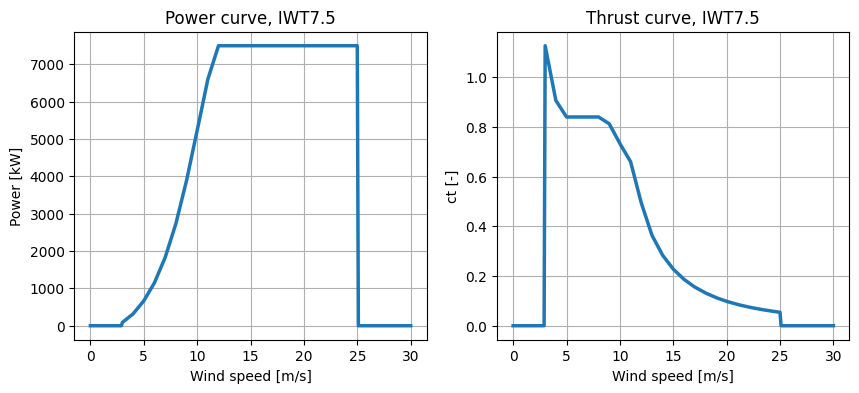 Power curve, IWT7.5
Power [kW]
7000
6000
5000
4000
3000
2000
1000
0
0 5 10 15 20 25 30
Wind speed [m/s]
Thrust curve, IWT7.5
ct [-]
1.0
0.8
0.6
0.4
0.2
0.0
0 5 10 15 20 25 30
Wind speed [m/s]